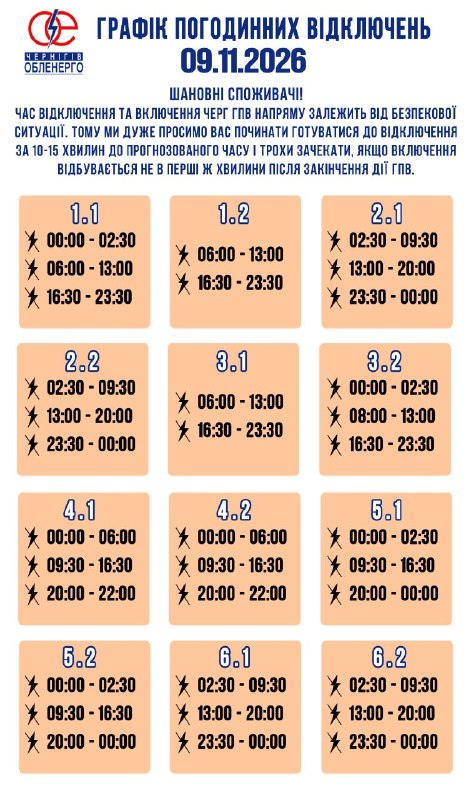 ЧЕРНІГІВ
ОБЛЕНЕРГО
ГРАФІК ПОГОДИННИХ ВІДКЛЮЧЕНЬ
09.11.2026
ШАНОВНІ СПОЖИВАЧІ!
ЧАС ВІДКЛЮЧЕННЯ ТА ВКЛЮЧЕННЯ ЧЕРГ ГПВ НАПРЯМУ ЗАЛЕЖИТЬ ВІД БЕЗПЕКОВОЇ
СИТУАЦІЇ. ТОМУ МИ ДУЖЕ ПРОСИМО ВАС ПОЧИНАТИ ГОТУВАТИСЯ ДО ВІДКЛЮЧЕННЯ
ЗА 10-15 ХВИЛИН ДО ПРОГНОЗОВАНОГО ЧАСУ І ТРОХИ ЗАЧЕКАТИ, ЯКЩО ВКЛЮЧЕННЯ
ВІДБУВАЄТЬСЯ НЕ В ПЕРШІ Ж ХВИЛИНИ ПІСЛЯ ЗАКІНЧЕННЯ ДІЇ ГПВ.
1.1
00:00 - 02:30
06:00 - 13:00
16:30 - 23:30
1.2
06:00 - 13:00
16:30 - 23:30
2.1
02:30 - 09:30
13:00 - 20:00
23:30 - 00:00
2.2
02:30 - 09:30
13:00 - 20:00
23:30 - 00:00
3.1
06:00 - 13:00
16:30 - 23:30
3.2
00:00 - 02:30
08:00 - 13:00
16:30 - 23:30
4.1
00:00 - 06:00
09:30 - 16:30
20:00 - 22:00
4.2
00:00 - 06:00
09:30 - 16:30
20:00 - 22:00
5.1
00:00 - 02:30
09:30 - 16:30
20:00 - 00:00
5.2
00:00 - 02:30
09:30 - 16:30
20:00 - 00:00
6.1
02:30 - 09:30
13:00 - 20:00
23:30 - 00:00
6.2
02:30 - 09:30
13:00 - 20:00
23:30 - 00:00